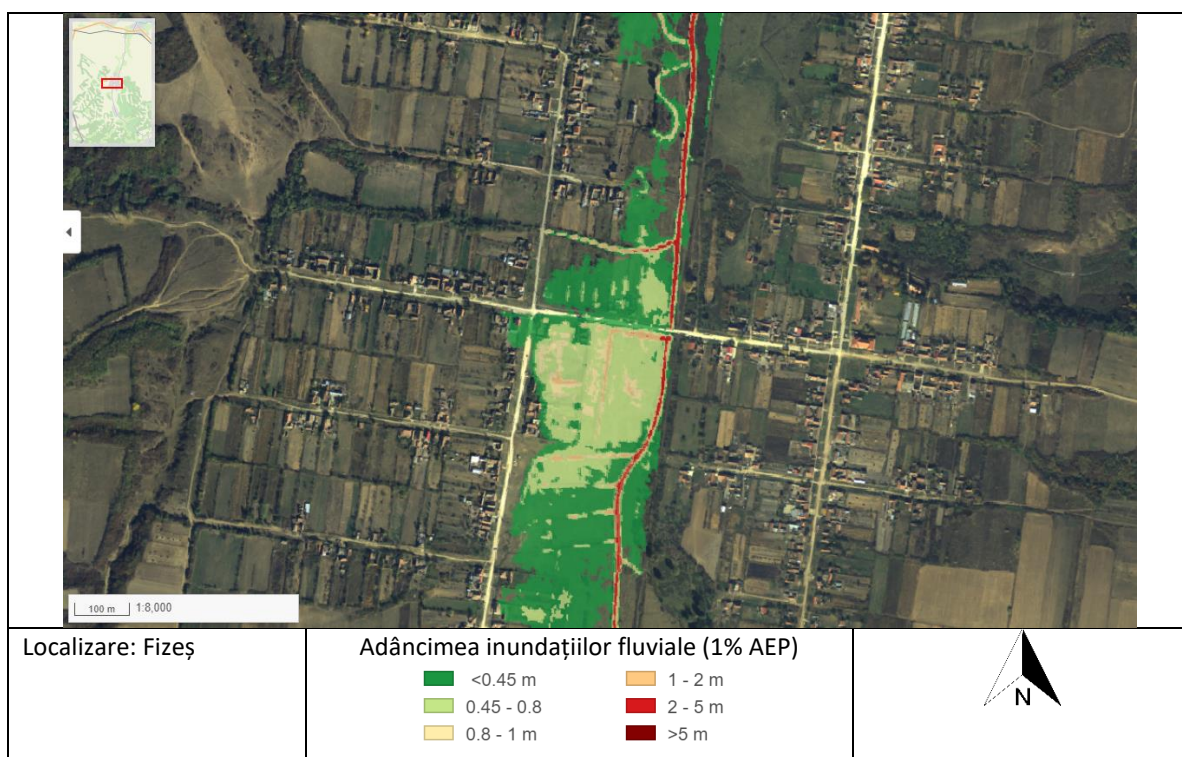 100 m 1:8,000
Localizare: Fizeș
Adâncimea inundațiilor fluviale (1% AEP)
<0.45 m
0.45 - 0.8
0.8 - 1 m
1 - 2 m
2 - 5 m
>5 m
N